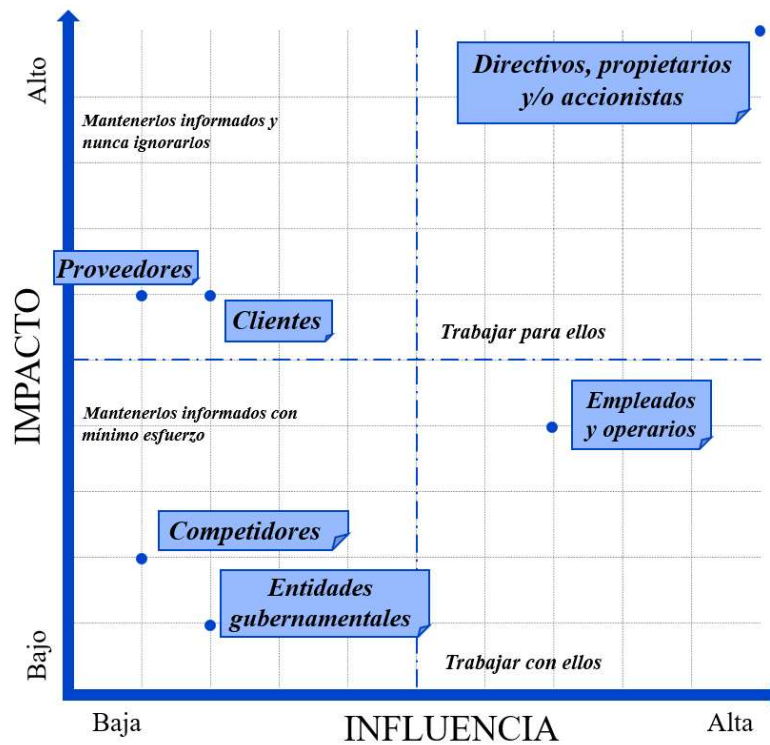 Alto
Directivos, propietarios
y/o accionistas
Mantenerlos informados y
nunca ignorarlos
Proveedores
Clientes
Trabajar para ellos
IMPACTO
Mantenerlos informados con
mínimo esfuerzo
Empleados
y operarios
Competidores
Entidades
gubernamentales
Trabajar con ellos
Bajo
Baja
INFLUENCIA
Alta